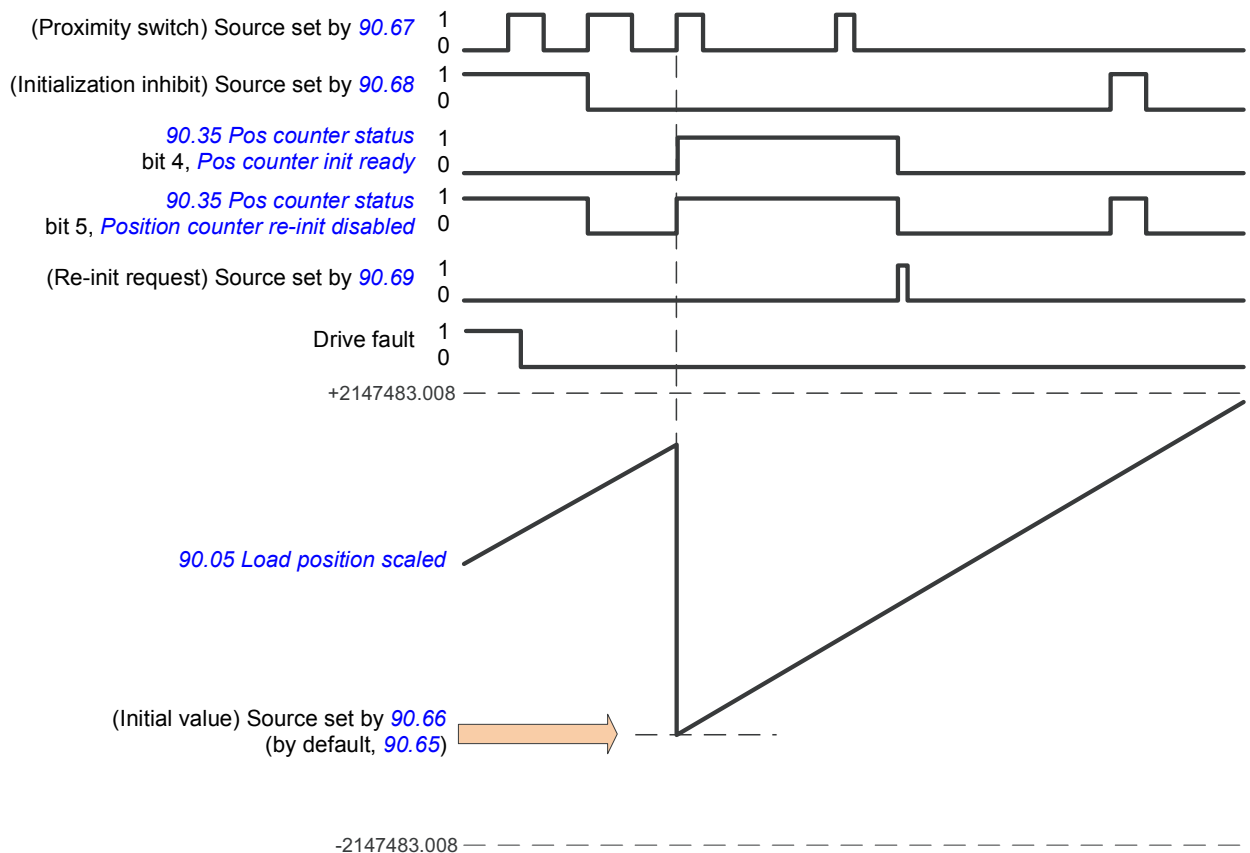 (Proximity switch) Source set by 90.67
1
0
(Initialization inhibit) Source set by 90.68
1
0
90.35 Pos counter status
bit 4, Pos counter init ready
1
0
90.35 Pos counter status
bit 5, Position counter re-init disabled
1
0
(Re-init request) Source set by 90.69
1
0
Drive fault
1
0
+2147483.008
90.05 Load position scaled
(Initial value) Source set by 90.66
(by default, 90.65)
-2147483.008